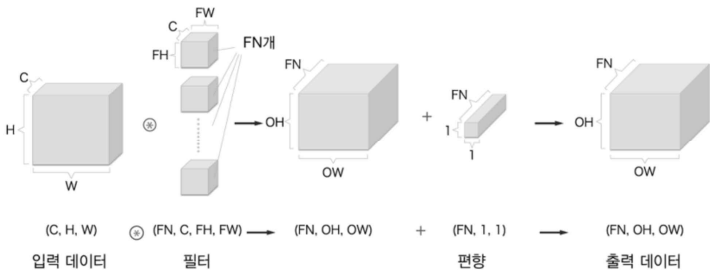 FW
C
FH
FN개
C
H
W
⊛
FN
OH
OW
+
FN
1
1
FN
OH
OW
(C, H, W) ⊛ (FN, C, FH, FW) → (FN, OH, OW) + (FN, 1, 1) → (FN, OH, OW)
입력 데이터 필터 편향 출력 데이터